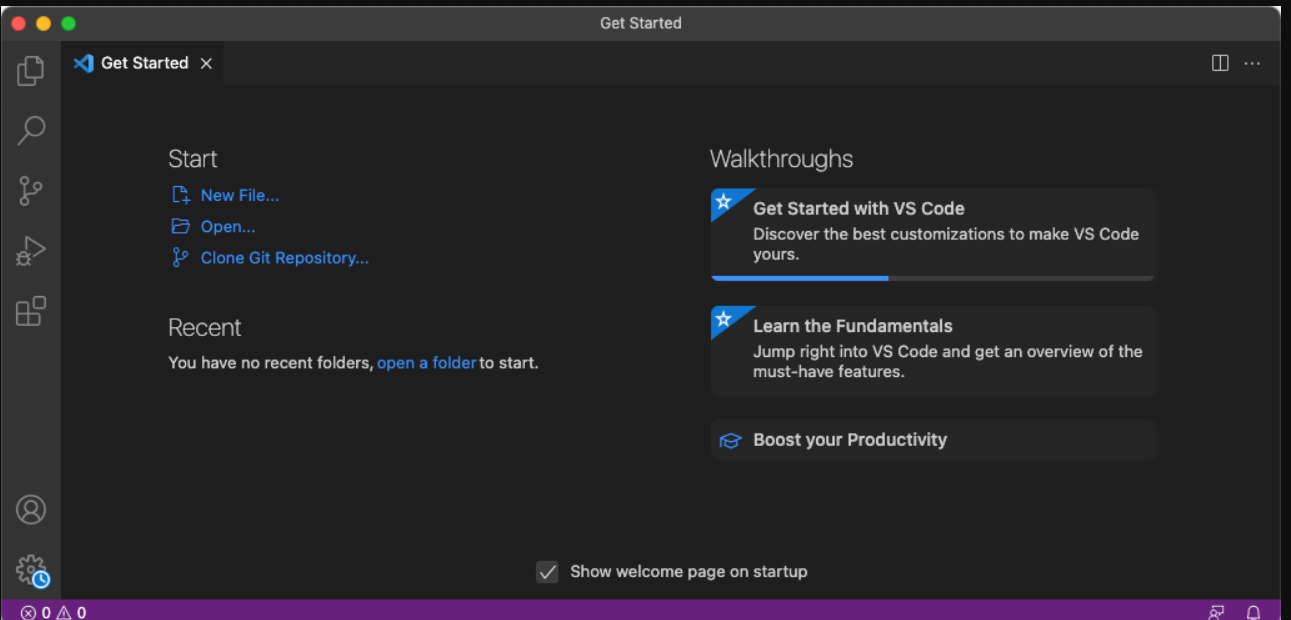 Get Started
Get Started
Start
New File...
Open...
Clone Git Repository...
Recent
You have no recent folders, open a folder to start.
Walkthroughs
Get Started with VS Code
Discover the best customizations to make VS Code
yours.
Learn the Fundamentals
Jump right into VS Code and get an overview of the
must-have features.
Boost your Productivity
Show welcome page on startup
0 0